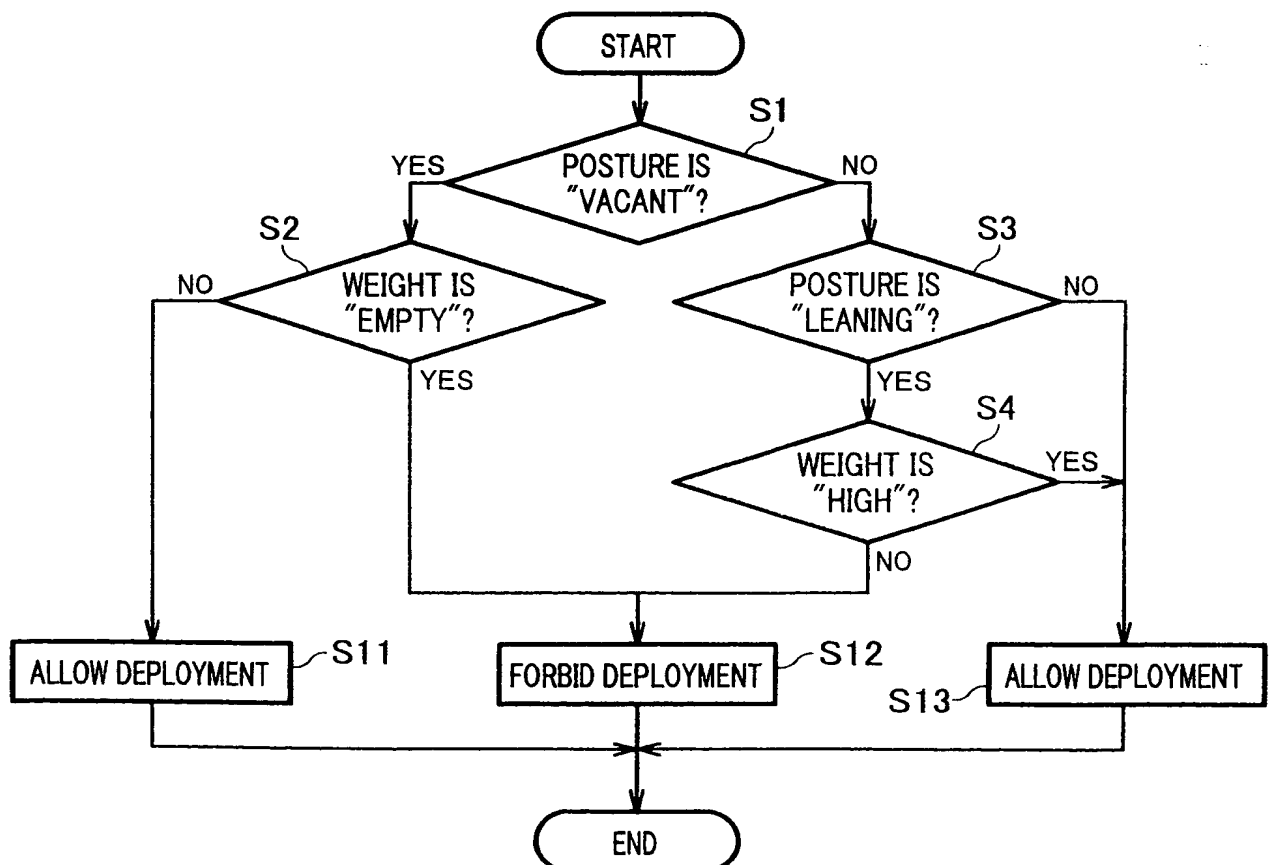 START
S1
YES
POSTURE IS
"VACANT"?
NO
S2
NO
WEIGHT IS
"EMPTY"?
YES
S3
POSTURE IS
"LEANING"?
NO
YES
S4
WEIGHT IS
"HIGH"?
YES
NO
ALLOW DEPLOYMENT
S11
FORBID DEPLOYMENT
S12
S13
ALLOW DEPLOYMENT
END